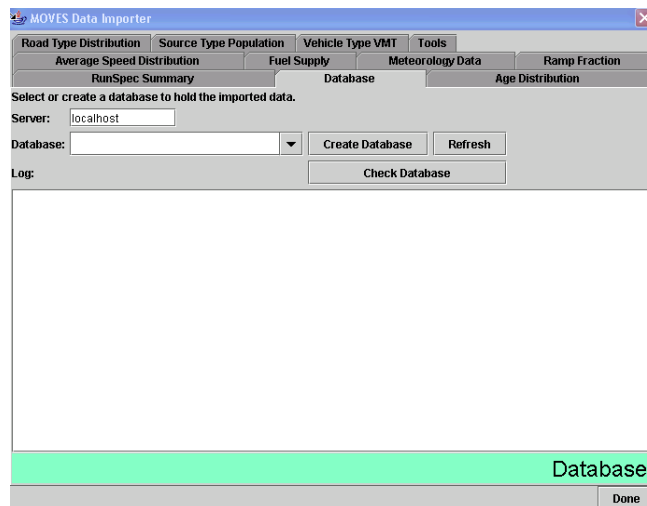 MOVES Data Importer
Road Type Distribution Source Type Population Vehicle Type VMT Tools
Average Speed Distribution Fuel Supply Meteorology Data Ramp Fraction
RunSpec Summary Database Age Distribution
Select or create a database to hold the imported data.
Server: localhost
Database: Create Database Refresh
Log: Check Database
Database
Done